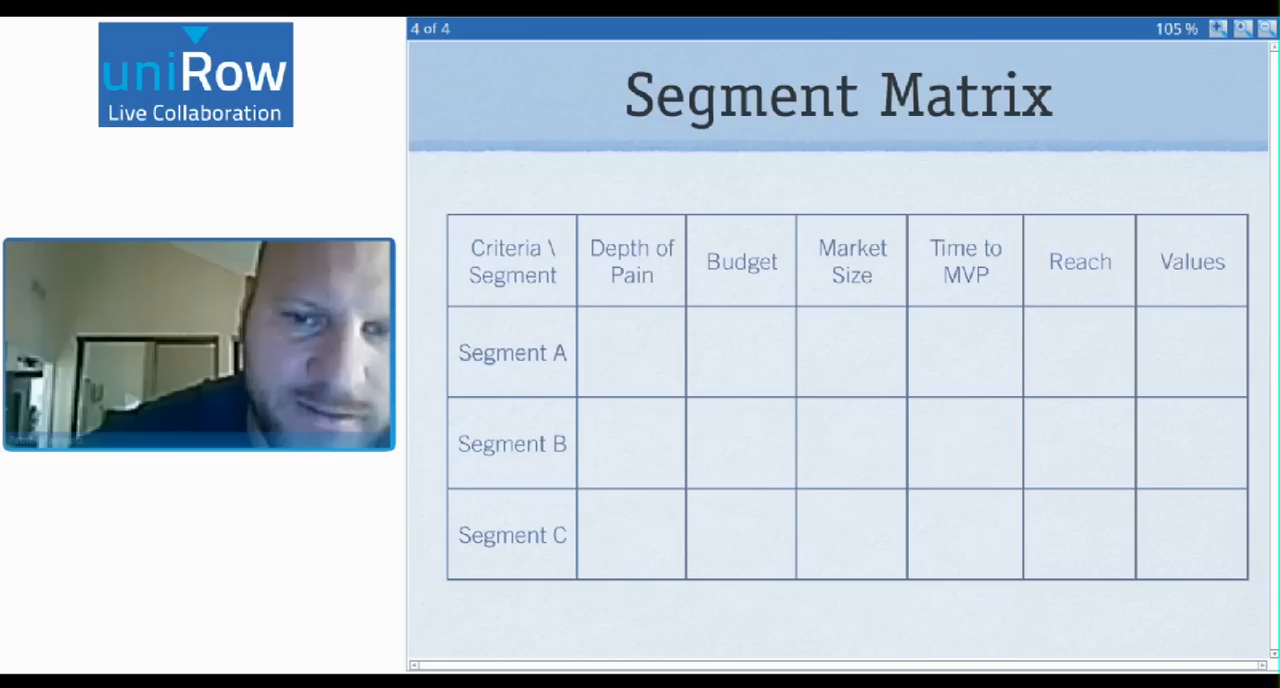 uniRow
Live Collaboration
4 of 4
105 %
Segment Matrix
Criteria \ Segment
Depth of Pain
Budget
Market Size
Time to MVP
Reach
Values
Segment A
Segment B
Segment C